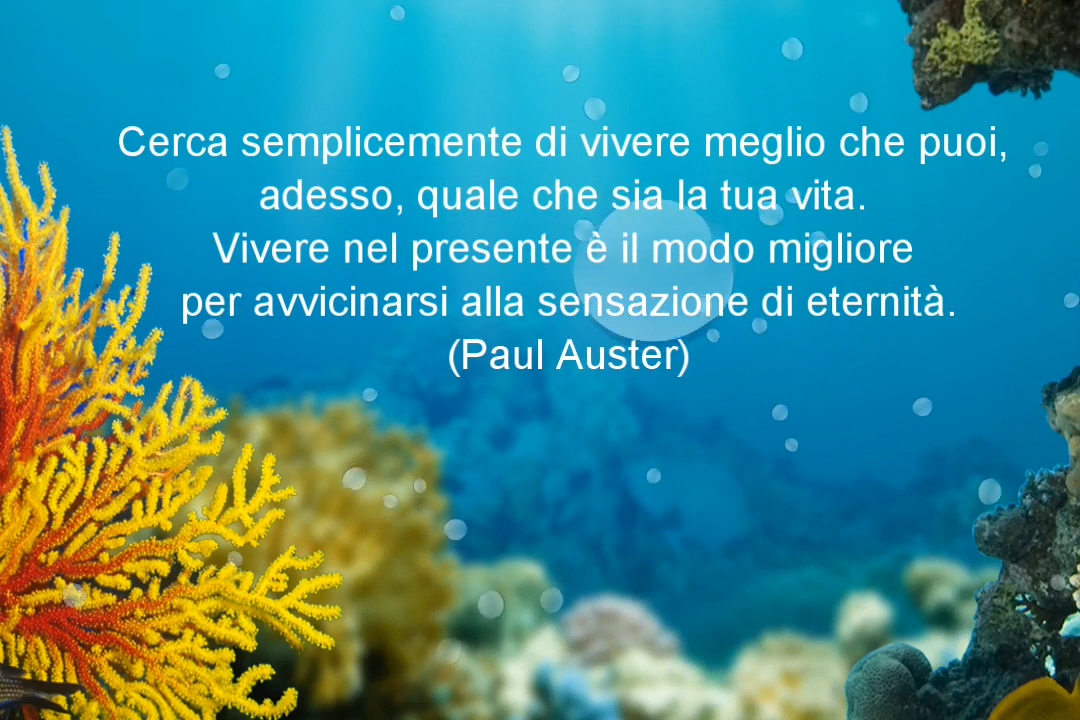 Cerca semplicemente di vivere meglio che puoi,
adesso, quale che sia la tua vita.
Vivere nel presente è il modo migliore
per avvicinarsi alla sensazione di eternità.
(Paul Auster)